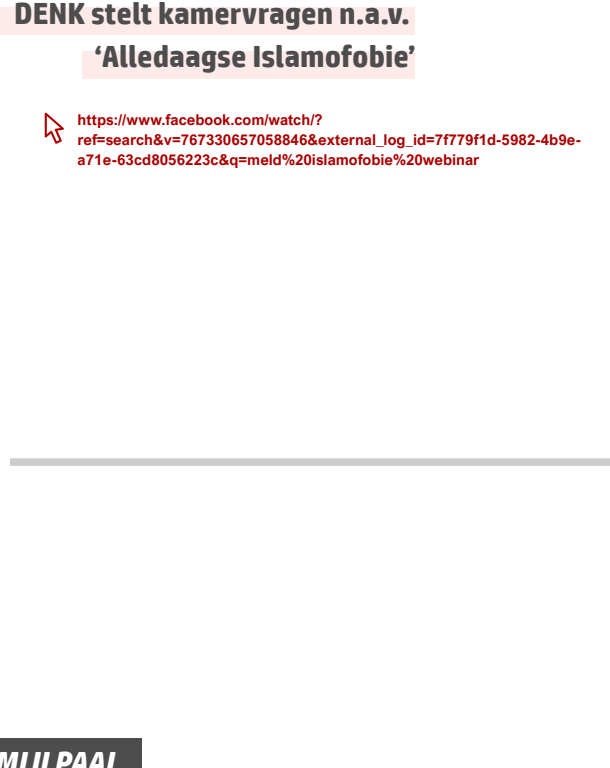 DENK stelt kamervragen n.a.v.
‘Alledaagse Islamofobie’
https://www.facebook.com/watch/?
ref=search&v=767330657058846&external_log_id=7f779f1d-5982-4b9e-
a71e-63cd8056223c&q=meld%20islamofobie%20webinar
MIJLPAAL